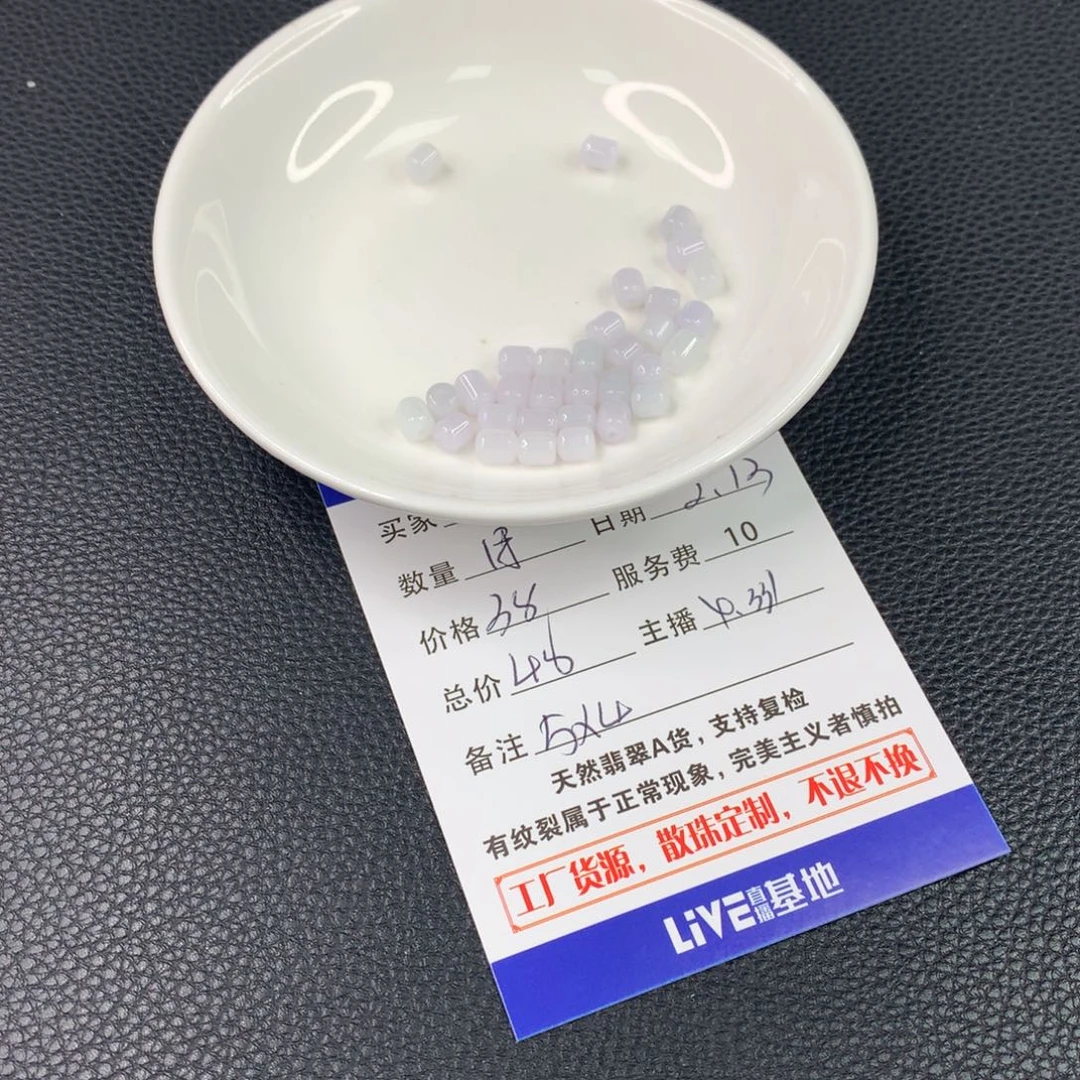 买家 日期 2.13
数量 1份 服务费 10
价格 38 主播
总价 48
备注 5X4
天然翡翠A货，支持复检
有纹裂属于正常现象，完美主义者慎拍
工厂货源，散珠定制，不退不换
LiVE直播基地